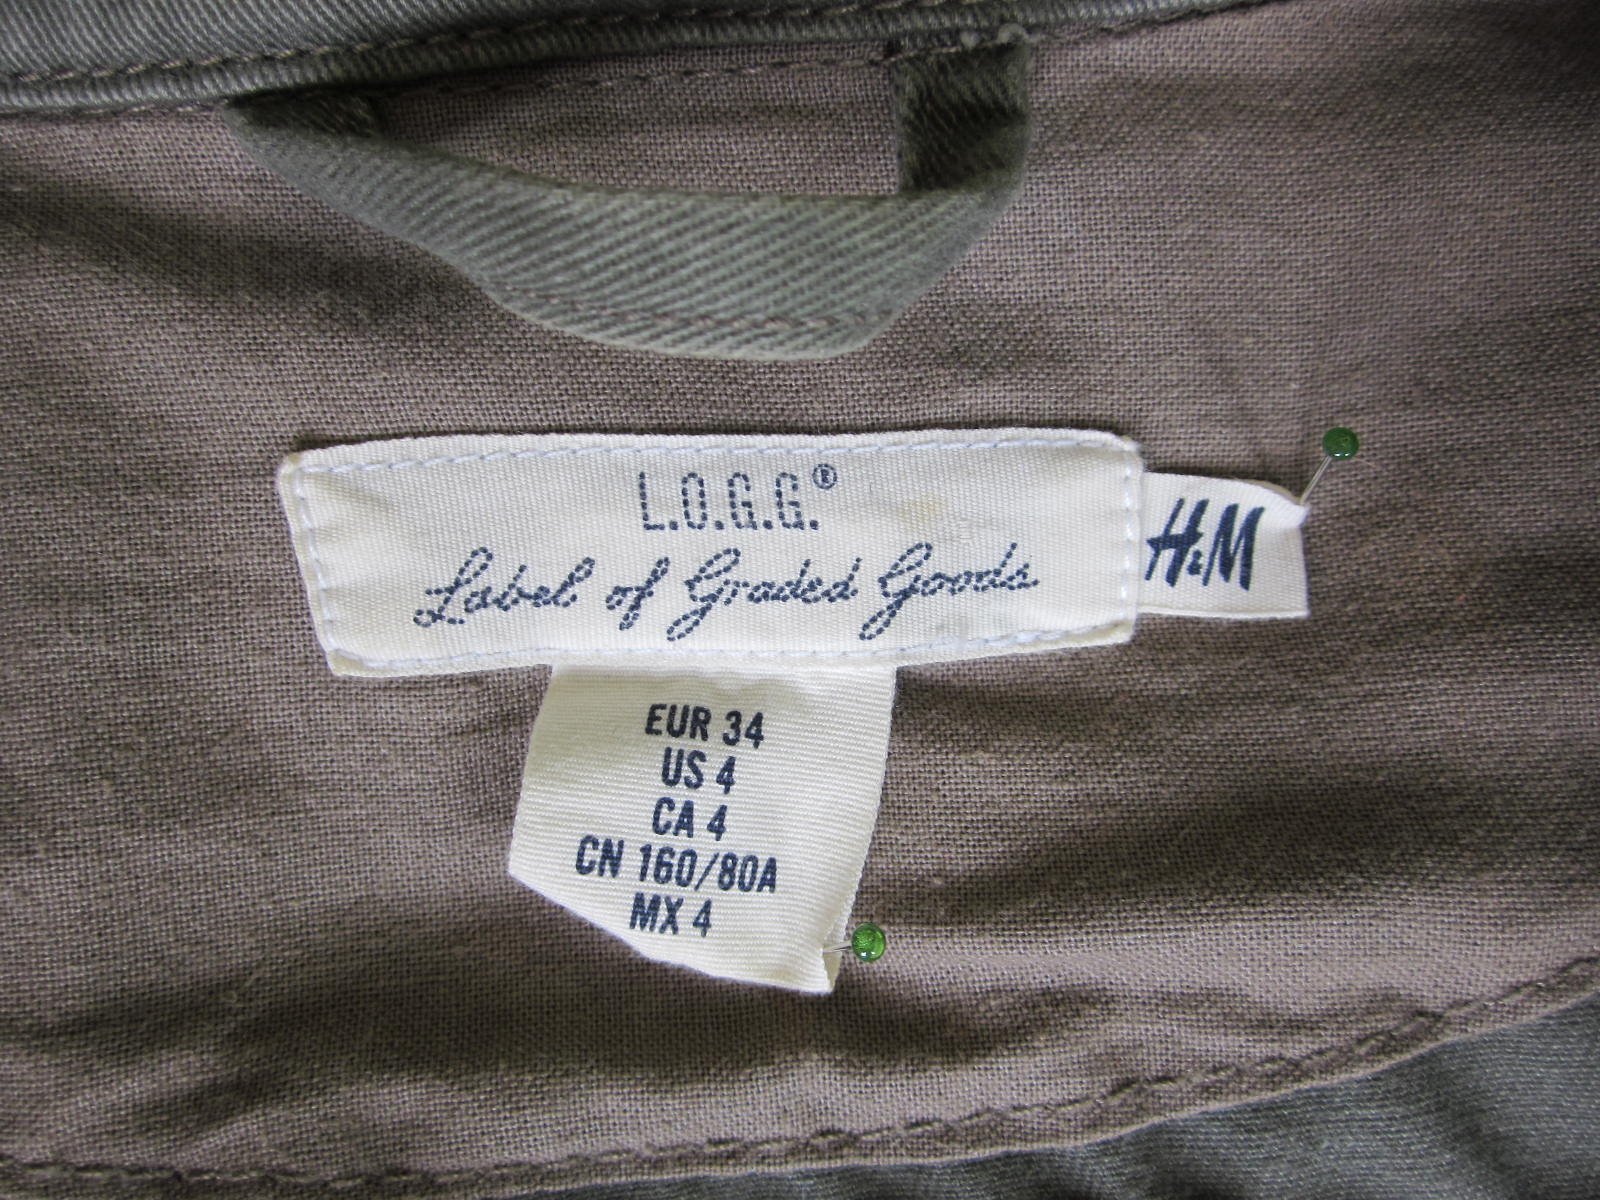 L.O.G.G.®
Label of Graded Goods
H&M
EUR 34
US 4
CA 4
CN 160/80A
MX 4